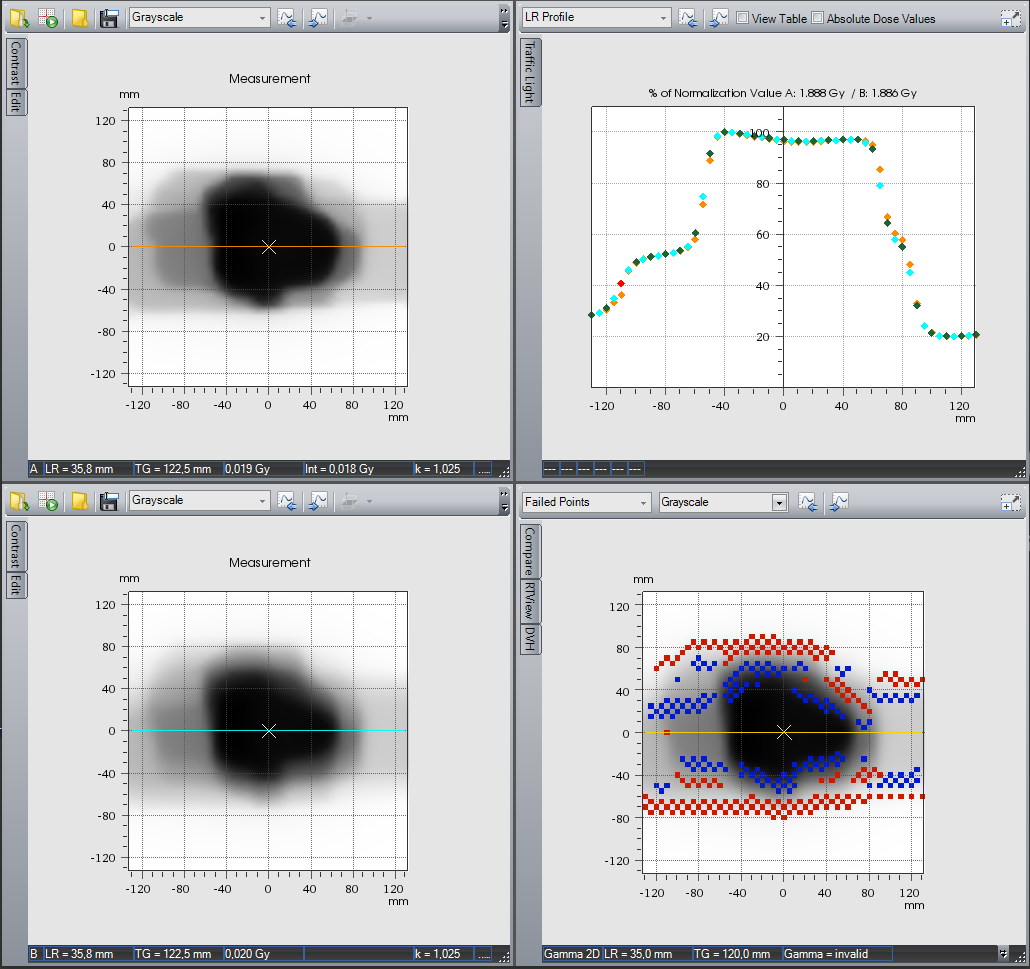 Grayscale
Contrast
Edit
Measurement
mm
120
80
40
0
-40
-80
-120
-120 -80 -40 0 40 80 120
mm
A LR = 35,8 mm TG = 122,5 mm 0,019 Gy Int = 0,018 Gy k = 1,025 ....
LR Profile View Table Absolute Dose Values
Traffic Light
% of Normalization Value A: 1.888 Gy / B: 1.886 Gy
100
80
60
40
20
-120 -80 -40 0 40 80 120
mm
--- --- --- --- --- ---
Grayscale
Contrast
Edit
Measurement
mm
120
80
40
0
-40
-80
-120
-120 -80 -40 0 40 80 120
mm
B LR = 35,8 mm TG = 122,5 mm 0,020 Gy k = 1,025 ....
Failed Points Grayscale
Compare
RTView
DVH
mm
120
80
40
0
-40
-80
-120
-120 -80 -40 0 40 80 120
mm
Gamma 2D LR = 35,0 mm TG = 120,0 mm Gamma = invalid